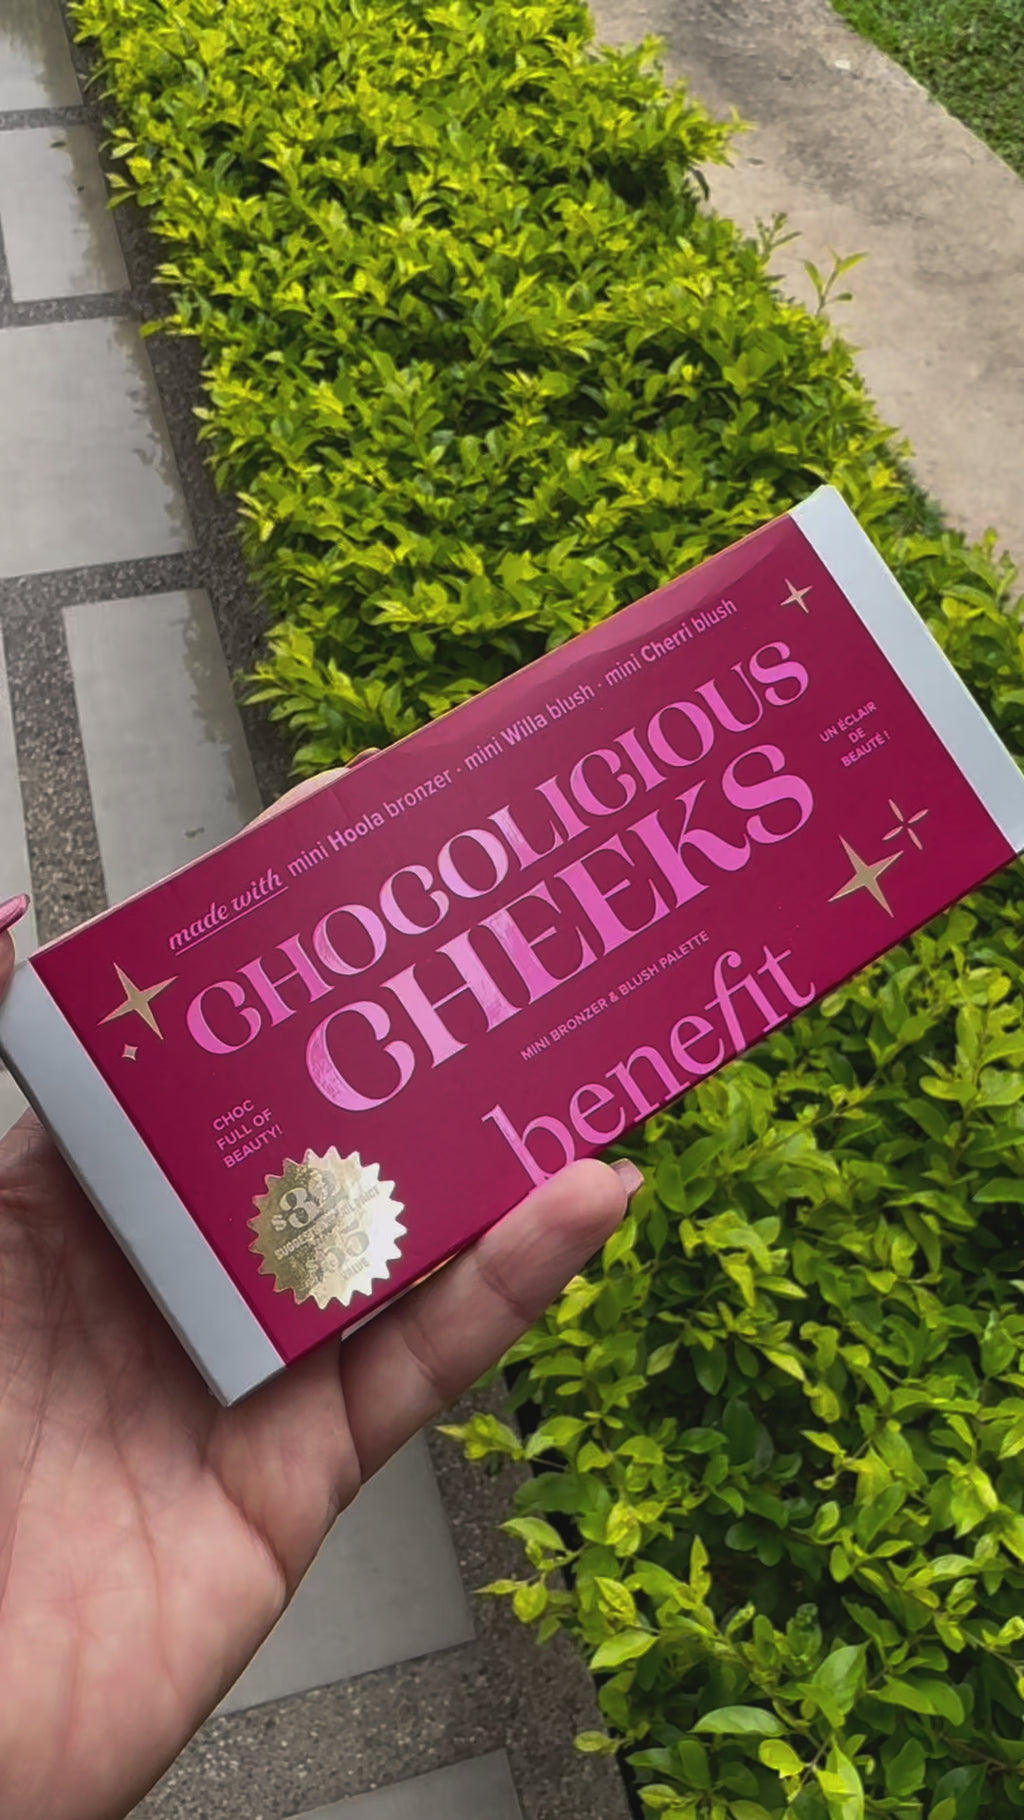 made with mini Hoola bronzer · mini Willa blush · mini Cherri blush
CHOCOLICIOUS
CHEEKS
UN ÉCLAIR
DE
BEAUTÉ !
MINI BRONZER & BLUSH PALETTE
benefit
CHOC
FULL OF
BEAUTY!
VALUE